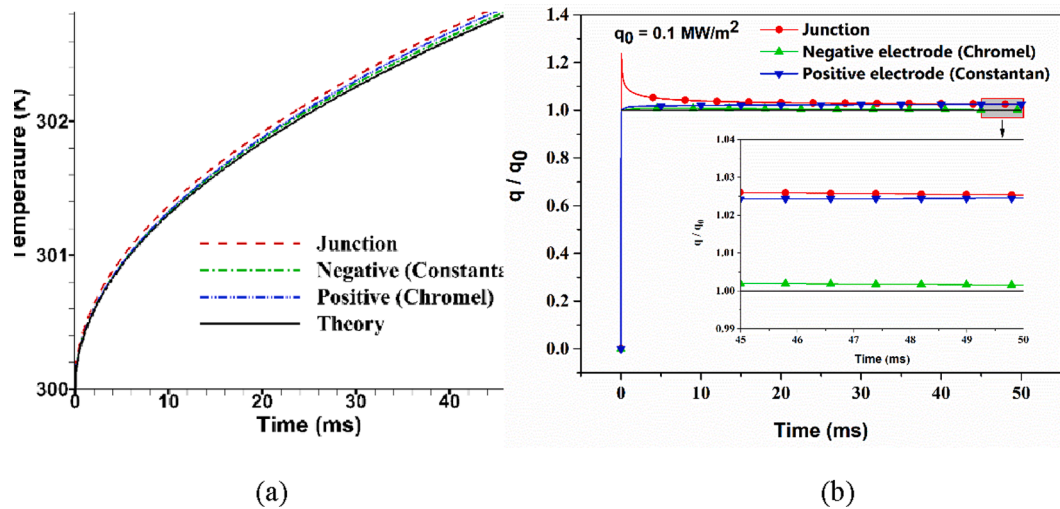 Temperature (K)
302
301
300
0
10
20
30
40
Time (ms)
Junction
Negative (Constanta
Positive (Chromel)
Theory
(a)
(b)
q₀ = 0.1 MW/m²
Junction
Negative electrode (Chromel)
Positive electrode (Constantan)
q / q₀
1.4
1.2
1.0
0.8
0.6
0.4
0.2
0.0
0
10
20
30
40
50
Time (ms)
q / q₀
1.04
1.03
1.02
1.01
1.00
0.99
45
46
47
48
49
50
Time (ms)
(a)
(b)